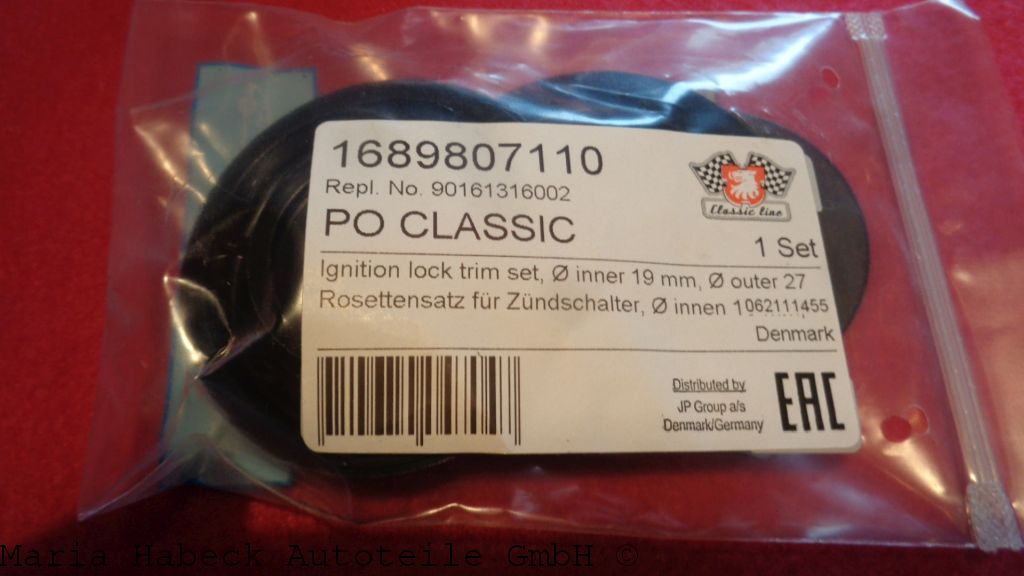 1689807110
Repl. No. 90161316002
PO CLASSIC
Classic line
1 Set
Ignition lock trim set, Ø inner 19 mm, Ø outer 27
Rosettensatz für Zündschalter, Ø innen 1062111455
Denmark
Distributed by
JP Group a/s
Denmark/Germany
EAC
Maria Habeck Autoteile GmbH ©